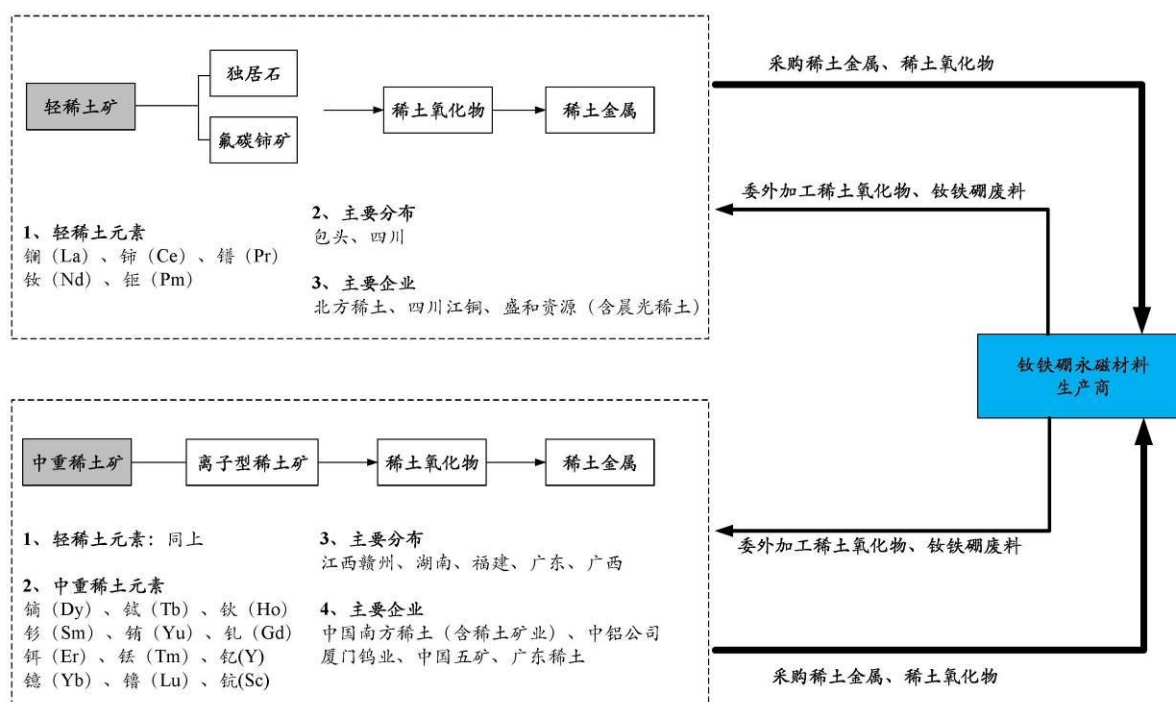 独居石
轻稀土矿
稀土氧化物
稀土金属
氟碳铈矿
1、轻稀土元素
镧（La）、铈（Ce）、镨（Pr）
钕（Nd）、钷（Pm）
2、主要分布
包头、四川
3、主要企业
北方稀土、四川江铜、盛和资源（含晨光稀土）
采购稀土金属、稀土氧化物
委外加工稀土氧化物、钕铁硼废料
钕铁硼永磁材料
生产商
中重稀土矿
离子型稀土矿
稀土氧化物
稀土金属
1、轻稀土元素：同上
2、中重稀土元素
镝（Dy）、铽（Tb）、钬（Ho）
钐（Sm）、铕（Yu）、钆（Gd）
铒（Er）、铥（Tm）、钇(Y)
镱（Yb）、镥（Lu）、钪(Sc)
3、主要分布
江西赣州、湖南、福建、广东、广西
4、主要企业
中国南方稀土（含稀土矿业）、中铝公司
厦门钨业、中国五矿、广东稀土
委外加工稀土氧化物、钕铁硼废料
采购稀土金属、稀土氧化物